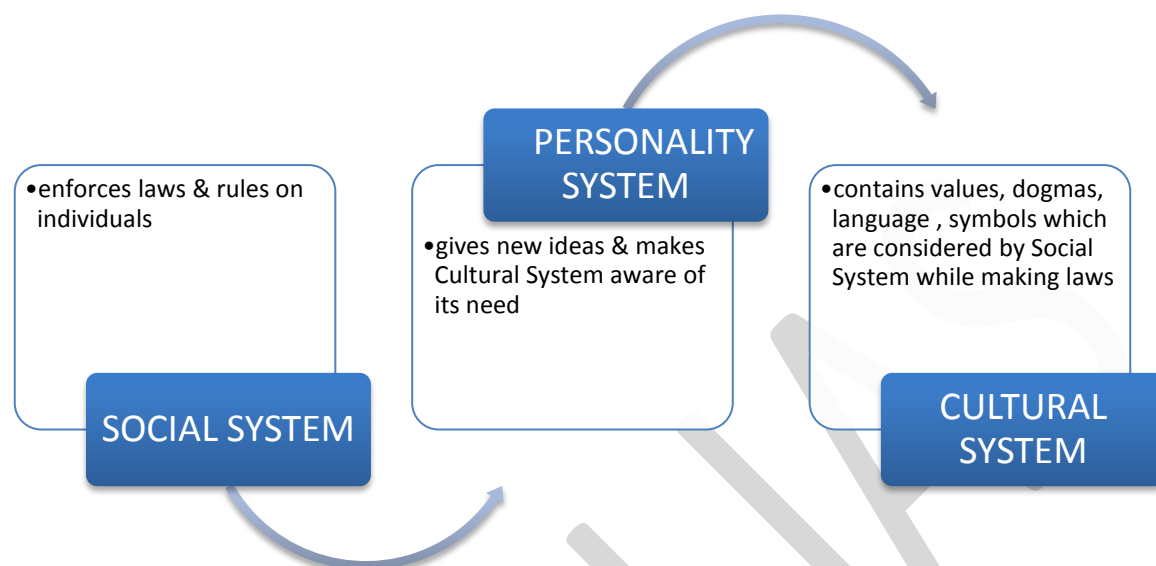 •enforces laws & rules on
individuals
SOCIAL SYSTEM
PERSONALITY
SYSTEM
•gives new ideas & makes
Cultural System aware of
its need
•contains values, dogmas,
language , symbols which
are considered by Social
System while making laws
CULTURAL
SYSTEM